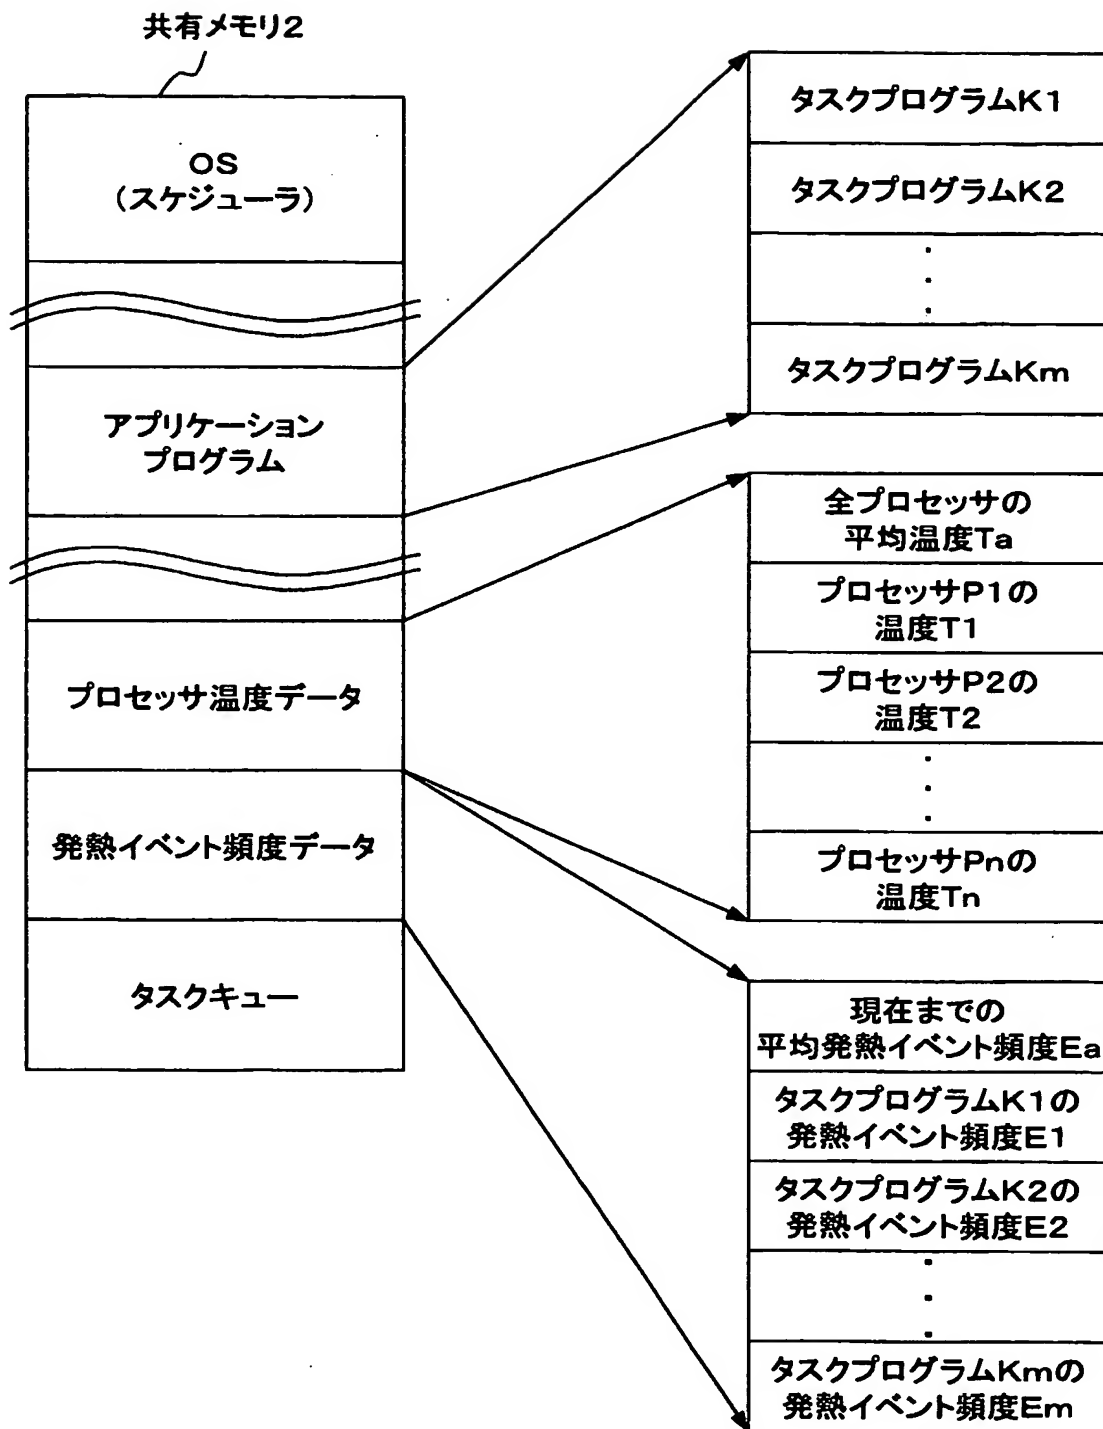 共有メモリ2
OS
(スケジューラ)
アプリケーション
プログラム
プロセッサ温度データ
発熱イベント頻度データ
タスクキュー
タスクプログラムK1
タスクプログラムK2
タスクプログラムKm
全プロセッサの
平均温度Ta
プロセッサP1の
温度T1
プロセッサP2の
温度T2
プロセッサPnの
温度Tn
現在までの
平均発熱イベント頻度Ea
タスクプログラムK1の
発熱イベント頻度E1
タスクプログラムK2の
発熱イベント頻度E2
タスクプログラムKmの
発熱イベント頻度Em